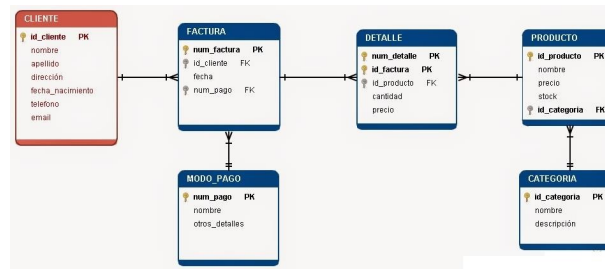 CLIENTE
id_cliente PK
nombre
apellido
dirección
fecha_nacimiento
telefono
email
FACTURA
num_factura PK
id_cliente FK
fecha
num_pago FK
DETALLE
num_detalle PK
id_factura PK
id_producto FK
cantidad
precio
PRODUCTO
id_producto PK
nombre
precio
stock
id_categoria FK
MODO_PAGO
num_pago PK
nombre
otros_detalles
CATEGORIA
id_categoria PK
nombre
descripción